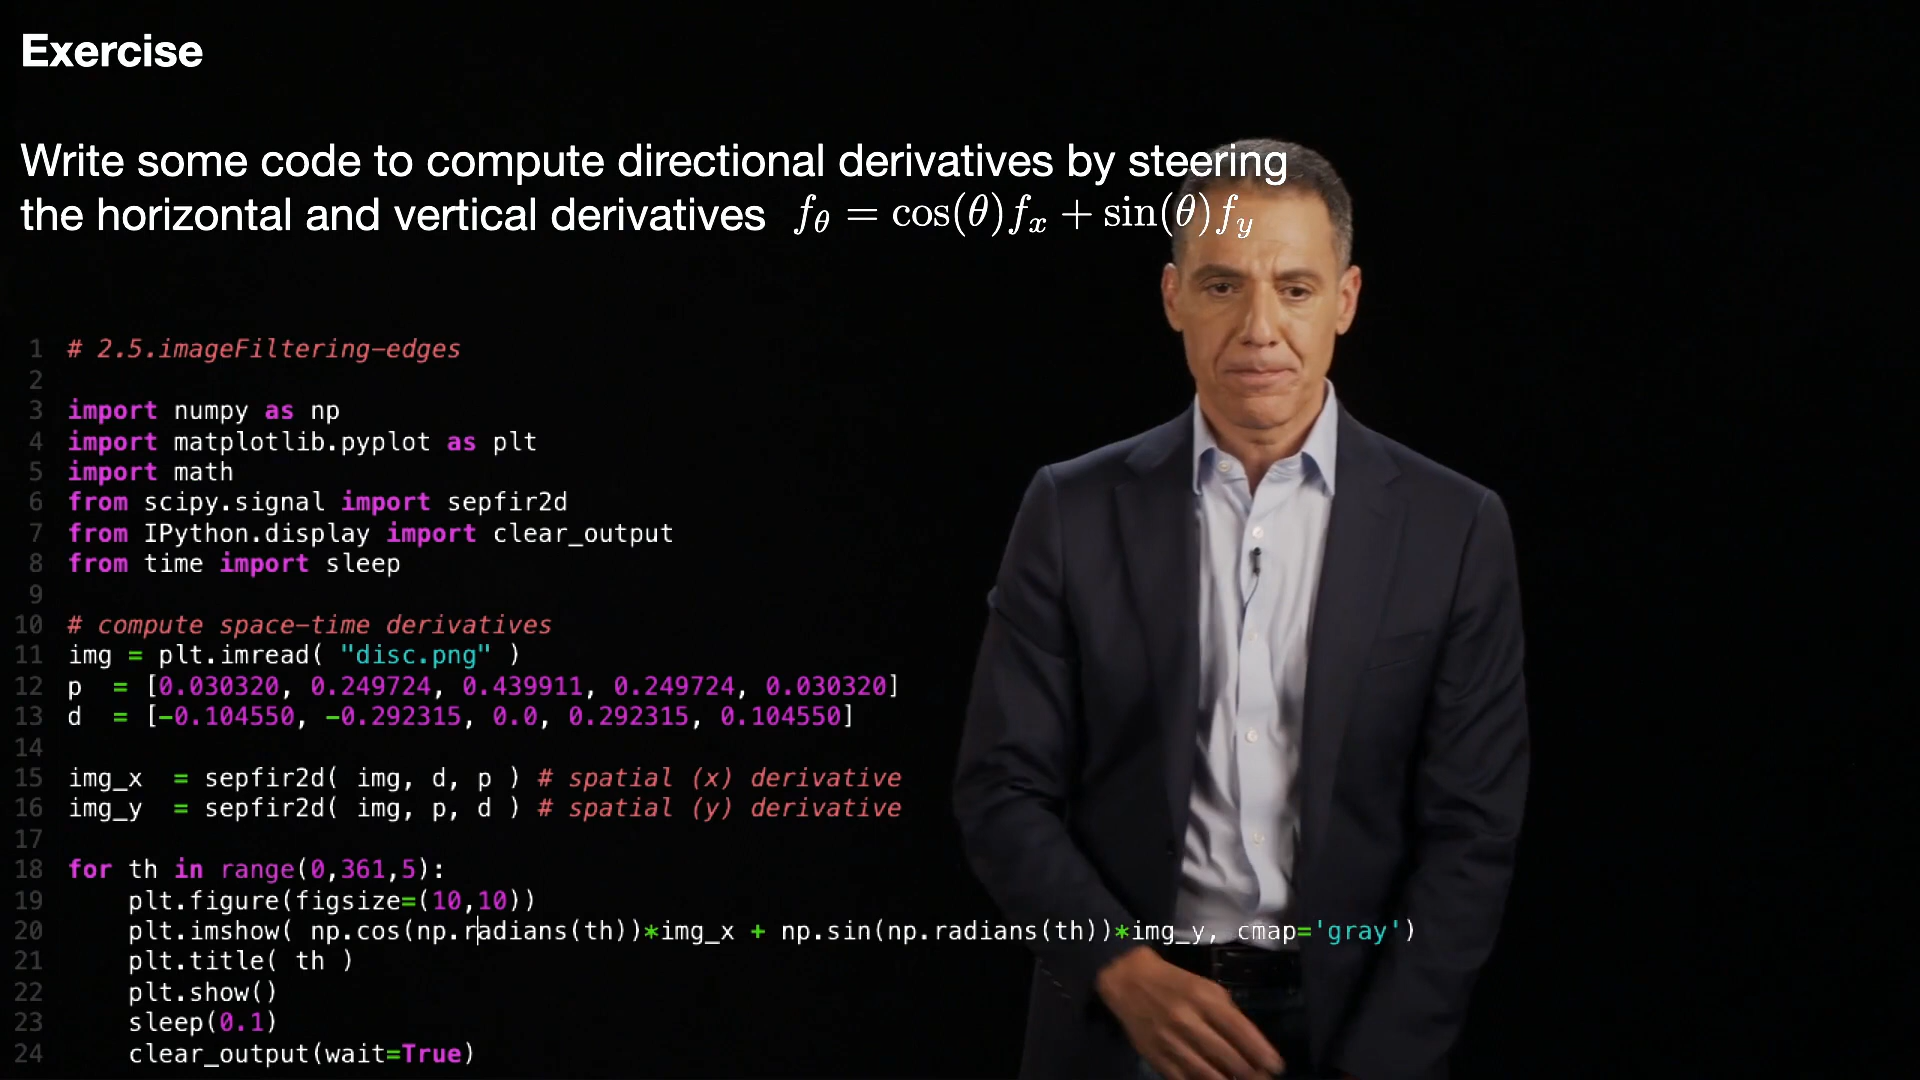 Exercise
Write some code to compute directional derivatives by steering
the horizontal and vertical derivatives f_θ = cos(θ)f_x + sin(θ)f_y
1 # 2.5.imageFiltering-edges
2
3 import numpy as np
4 import matplotlib.pyplot as plt
5 import math
6 from scipy.signal import sepfir2d
7 from IPython.display import clear_output
8 from time import sleep
9
10 # compute space-time derivatives
11 img = plt.imread( "disc.png" )
12 p  = [0.030320, 0.249724, 0.439911, 0.249724, 0.030320]
13 d  = [-0.104550, -0.292315, 0.0, 0.292315, 0.104550]
14
15 img_x  = sepfir2d( img, d, p ) # spatial (x) derivative
16 img_y  = sepfir2d( img, p, d ) # spatial (y) derivative
17
18 for th in range(0,361,5):
19     plt.figure(figsize=(10,10))
20     plt.imshow( np.cos(np.radians(th))*img_x + np.sin(np.radians(th))*img_y, cmap='gray')
21     plt.title( th )
22     plt.show()
23     sleep(0.1)
24     clear_output(wait=True)